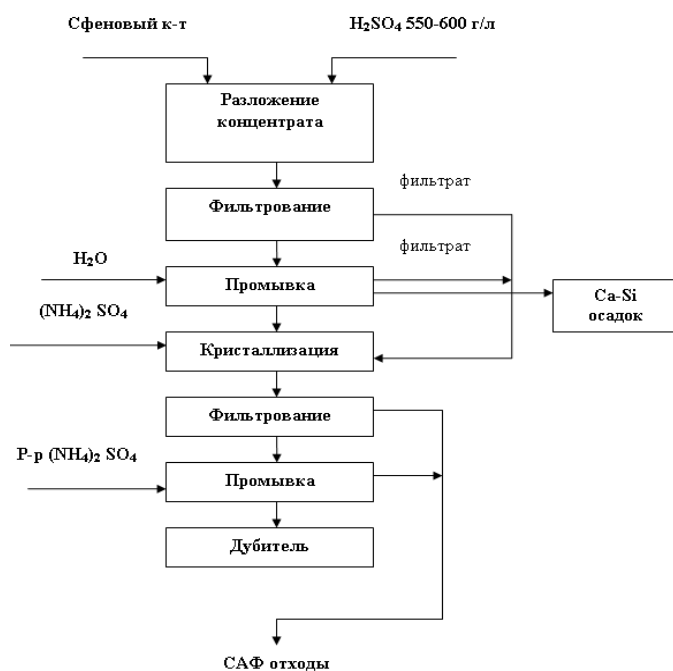 Сфеновый к-т
H₂SO₄ 550-600 г/л
Разложение
концентрата
фильтрат
Фильтрование
фильтрат
H₂O
Промывка
Ca-Si
осадок
(NH₄)₂ SO₄
Кристаллизация
Фильтрование
Р-р (NH₄)₂ SO₄
Промывка
Дубитель
САФ отходы